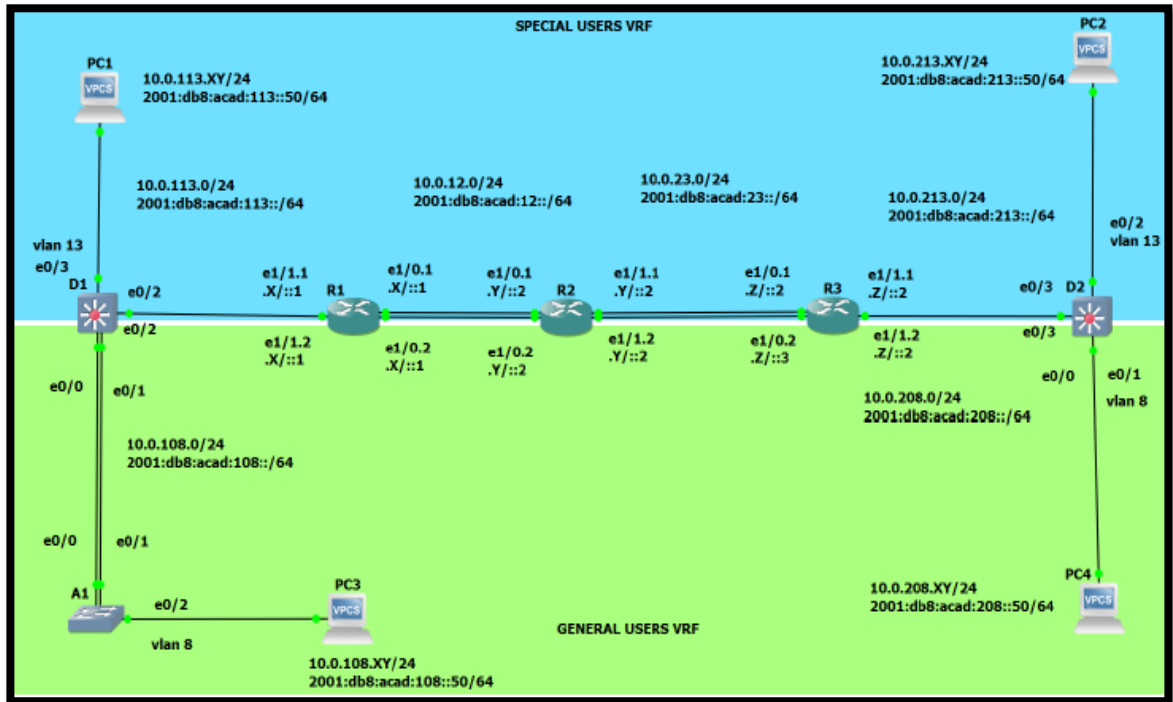 SPECIAL USERS VRF
PC1
VPCS
10.0.113.XY/24
2001:db8:acad:113::50/64
PC2
VPCS
10.0.213.XY/24
2001:db8:acad:213::50/64
10.0.113.0/24
2001:db8:acad:113::/64
10.0.12.0/24
2001:db8:acad:12::/64
10.0.23.0/24
2001:db8:acad:23::/64
10.0.213.0/24
2001:db8:acad:213::/64
vlan 13
e0/3
e0/2
vlan 13
D1
e0/2
e0/2
e1/1.1
.X/::1
R1
e1/0.1
.X/::1
e1/0.1
.Y/::2
R2
e1/1.1
.Y/::2
e1/0.1
.Z/::2
R3
e1/1.1
.Z/::2
e0/3
D2
e1/1.2
.X/::1
e1/0.2
.X/::1
e1/0.2
.Y/::2
e1/1.2
.Y/::2
e1/0.2
.Z/::3
e1/1.2
.Z/::2
e0/3
e0/0
e0/1
e0/0
e0/1
vlan 8
10.0.208.0/24
2001:db8:acad:208::/64
10.0.108.0/24
2001:db8:acad:108::/64
e0/0
e0/1
A1
e0/2
vlan 8
PC3
VPCS
10.0.108.XY/24
2001:db8:acad:108::50/64
GENERAL USERS VRF
10.0.208.XY/24
2001:db8:acad:208::50/64
PC4
VPCS